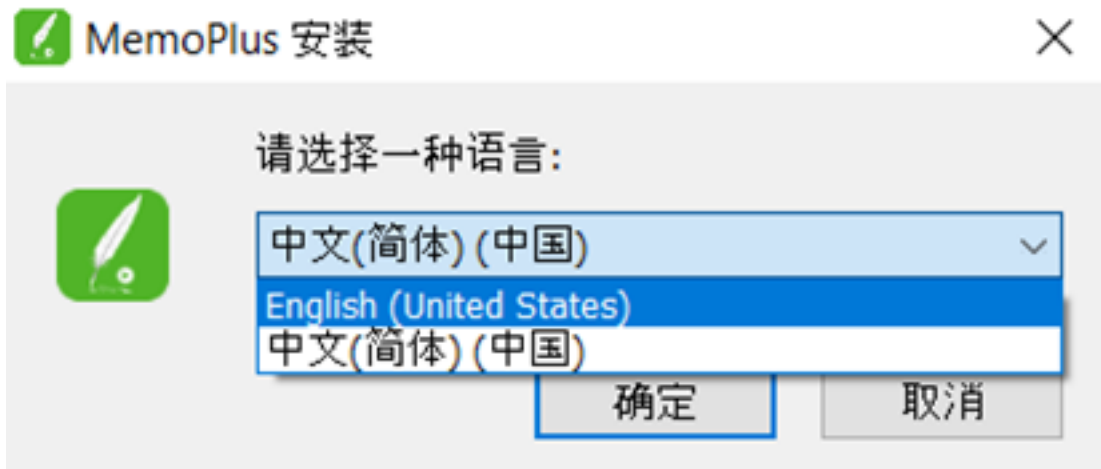 MemoPlus 安装
请选择一种语言:
中文(简体) (中国)
English (United States)
中文(简体) (中国)
确定
取消